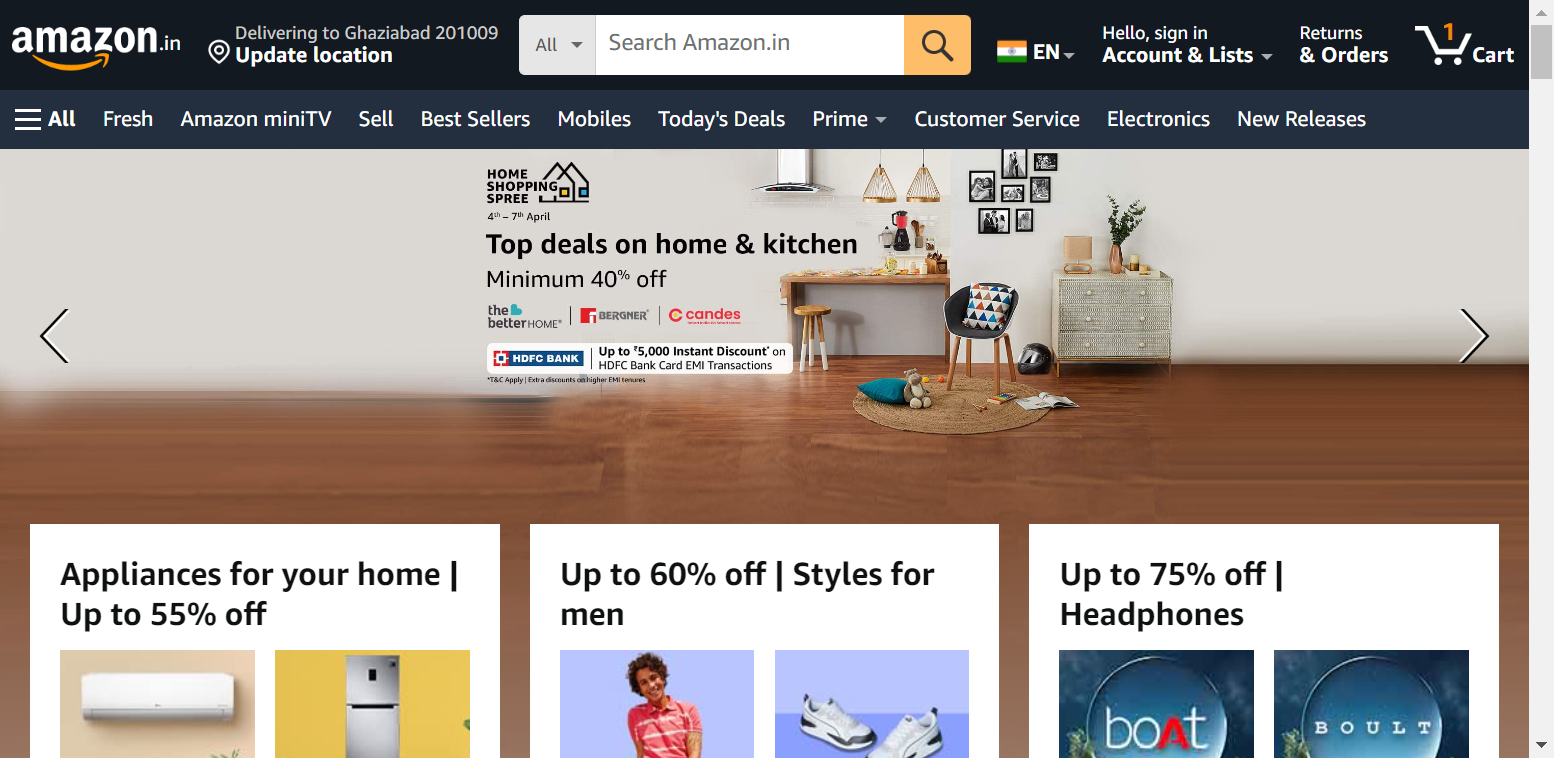 amazon.in
Delivering to Ghaziabad 201009
Update location
All
Search Amazon.in
EN
Hello, sign in
Account & Lists
Returns
& Orders
1
Cart
All
Fresh
Amazon miniTV
Sell
Best Sellers
Mobiles
Today's Deals
Prime
Customer Service
Electronics
New Releases
HOME
SHOPPING
SPREE
4th – 7th April
Top deals on home & kitchen
Minimum 40% off
the
betterHOME®
BERGNER®
candes
HDFC BANK
Up to ₹5,000 Instant Discount* on
HDFC Bank Card EMI Transactions
*T&C Apply | Extra discounts on higher EMI tenures
Appliances for your home |
Up to 55% off
Up to 60% off | Styles for
men
Up to 75% off |
Headphones
boAt
BOULT